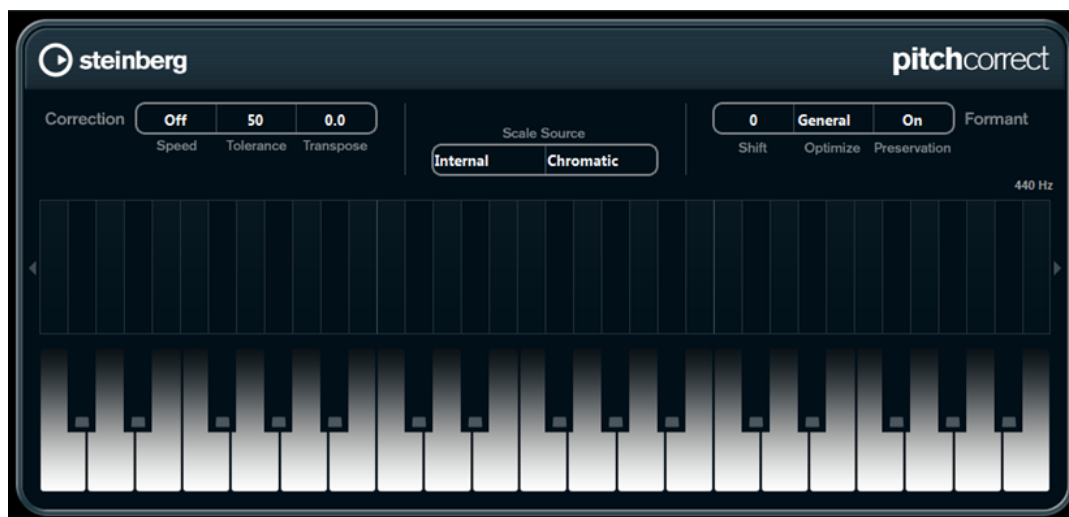 steinberg
pitchcorrect
Correction Off 50 0.0
Speed Tolerance Transpose
Scale Source
Internal Chromatic
0 General On Formant
Shift Optimize Preservation
440 Hz